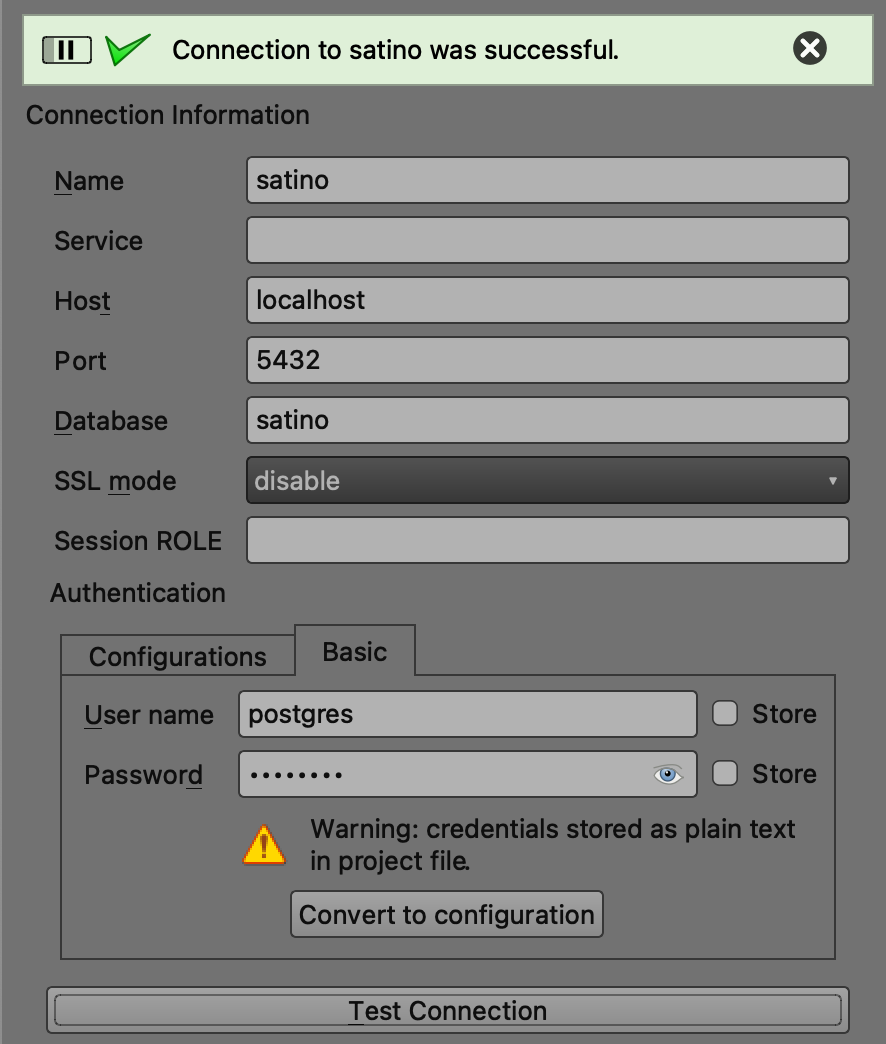 Connection to satino was successful.
Connection Information
Name satino
Service
Host localhost
Port 5432
Database satino
SSL mode disable
Session ROLE
Authentication
Configurations Basic
User name postgres Store
Password •••••••• Store
Warning: credentials stored as plain text
in project file.
Convert to configuration
Test Connection